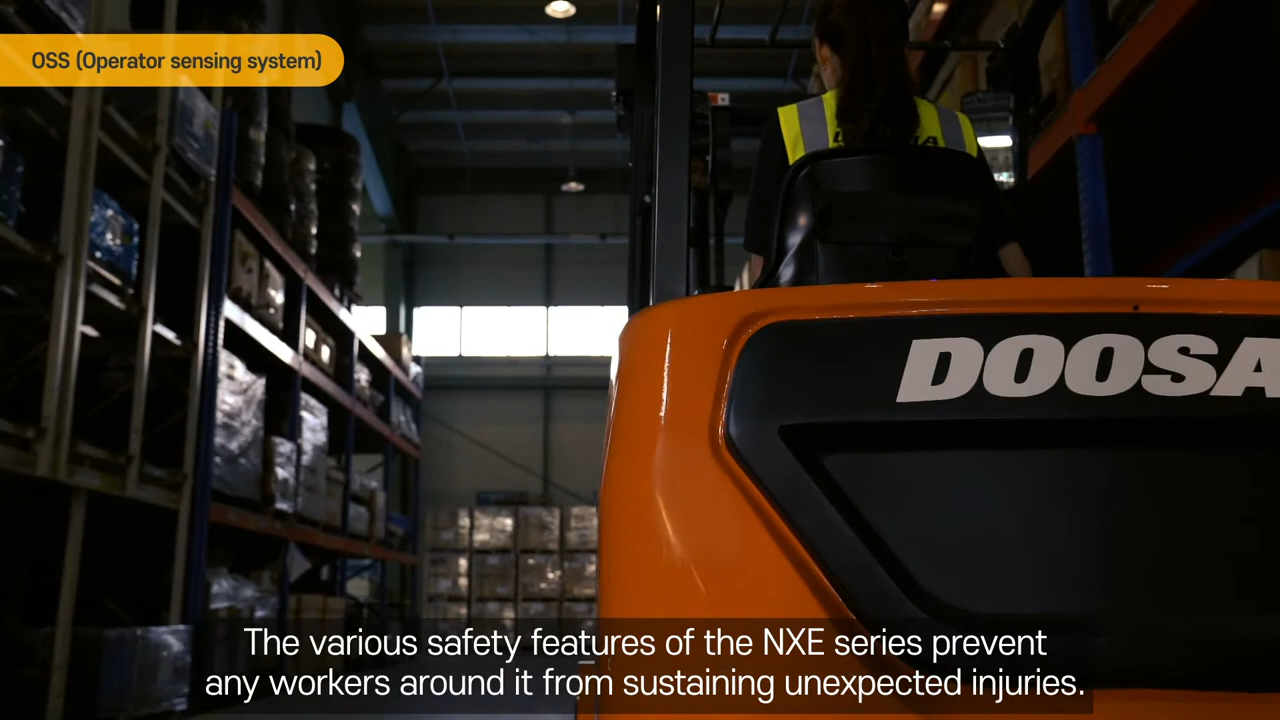 OSS (Operator sensing system)
DOOSA
The various safety features of the NXE series prevent
any workers around it from sustaining unexpected injuries.